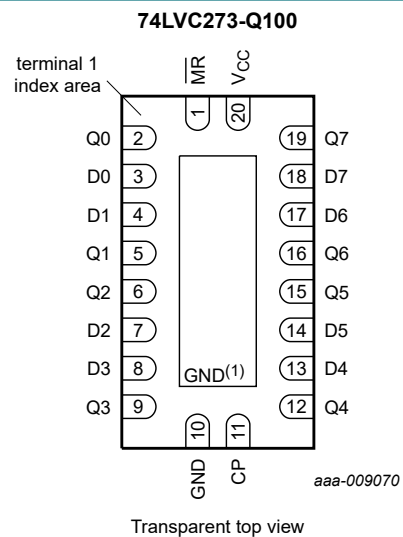 74LVC273-Q100
terminal 1
index area
MR
VCC
1
20
Q0 2
19 Q7
D0 3
18 D7
D1 4
17 D6
Q1 5
16 Q6
Q2 6
15 Q5
D2 7
14 D5
D3 8
13 D4
Q3 9
12 Q4
GND(1)
10
11
GND
CP
aaa-009070
Transparent top view